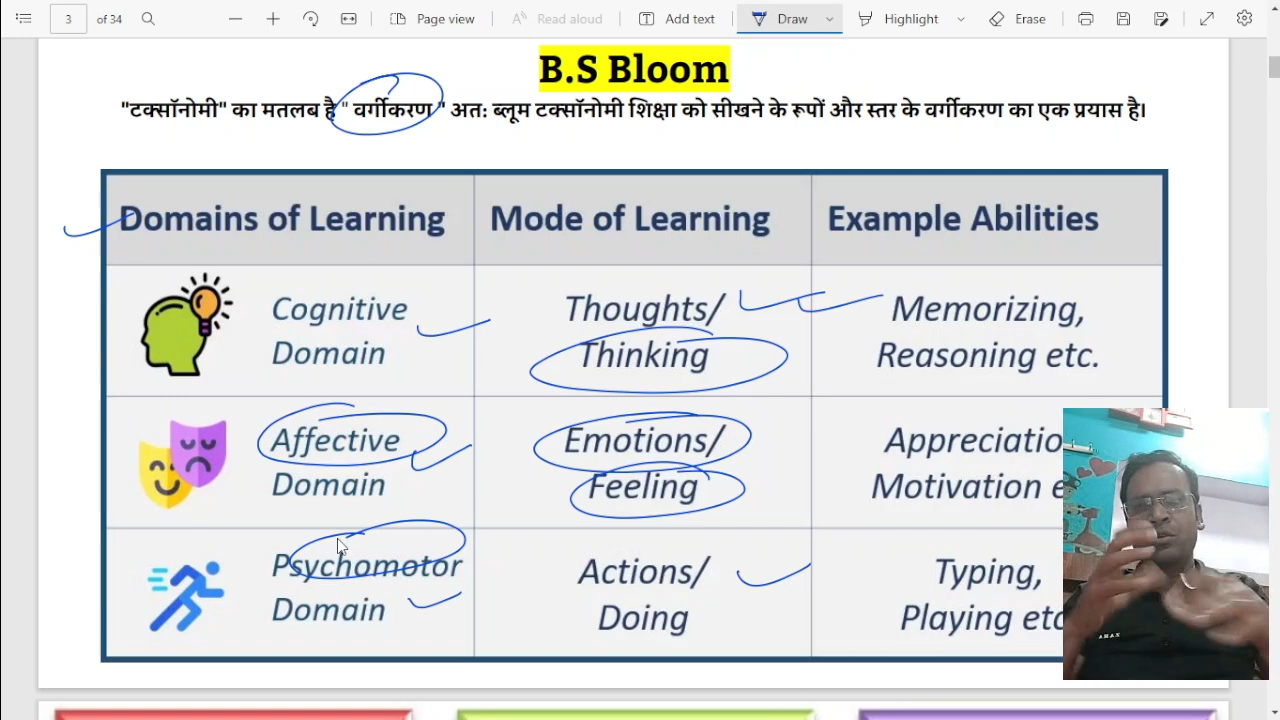 3 of 34 Page view Read aloud Add text Draw Highlight Erase
B.S Bloom
"टक्सॉनोमी" का मतलब है " वर्गीकरण " अत: ब्लूम टक्सॉनोमी शिक्षा को सीखने के रूपों और स्तर के वर्गीकरण का एक प्रयास है।
Domains of Learning Mode of Learning Example Abilities
Cognitive Domain
Thoughts/
Thinking
Memorizing,
Reasoning etc.
Affective
Domain
Emotions/
Feeling
Appreciatio
Motivation e
Psychomotor
Domain
Actions/
Doing
Typing,
Playing etc